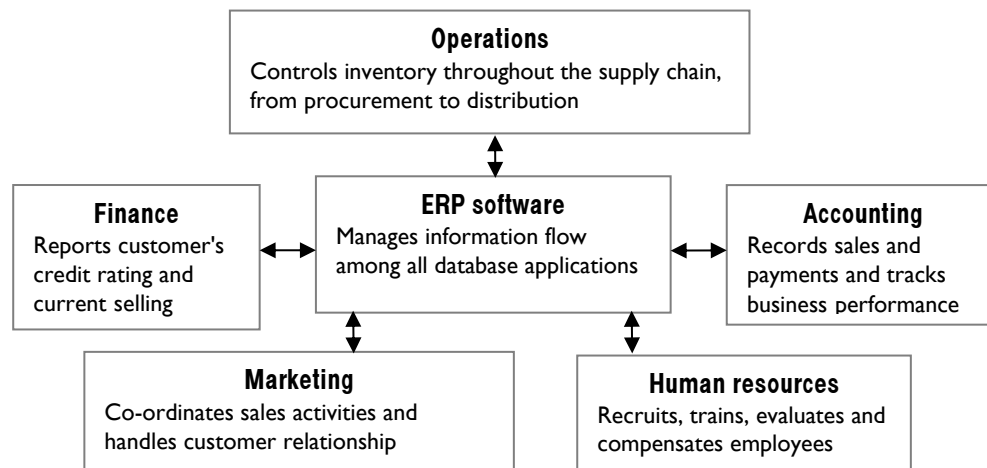 Operations
Controls inventory throughout the supply chain,
from procurement to distribution
Finance
Reports customer's
credit rating and
current selling
ERP software
Manages information flow
among all database applications
Accounting
Records sales and
payments and tracks
business performance
Marketing
Co-ordinates sales activities and
handles customer relationship
Human resources
Recruits, trains, evaluates and
compensates employees